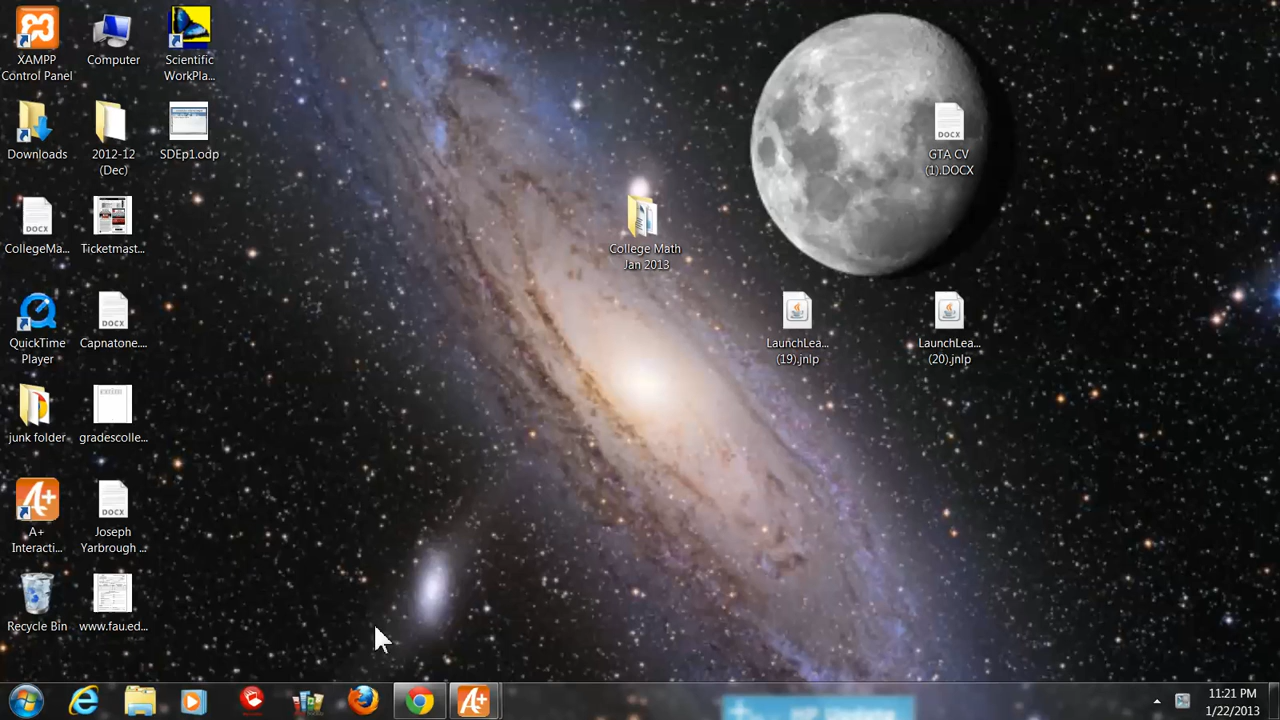 XAMPP
Control Panel
Computer
Scientific
WorkPla...
Downloads
2012-12
(Dec)
SDEp1.odp
DOCX
GTA CV
(1).DOCX
DOCX
CollegeMa...
Ticketmast...
College Math
Jan 2013
QuickTime
Player
DOCX
Capnatone...
LaunchLea...
(19).jnlp
LaunchLea...
(20).jnlp
junk folder
gradescolle...
A+
A+
Interacti...
DOCX
Joseph
Yarbrough ...
Recycle Bin
www.fau.ed...
A+
HP Update
11:21 PM
1/22/2013